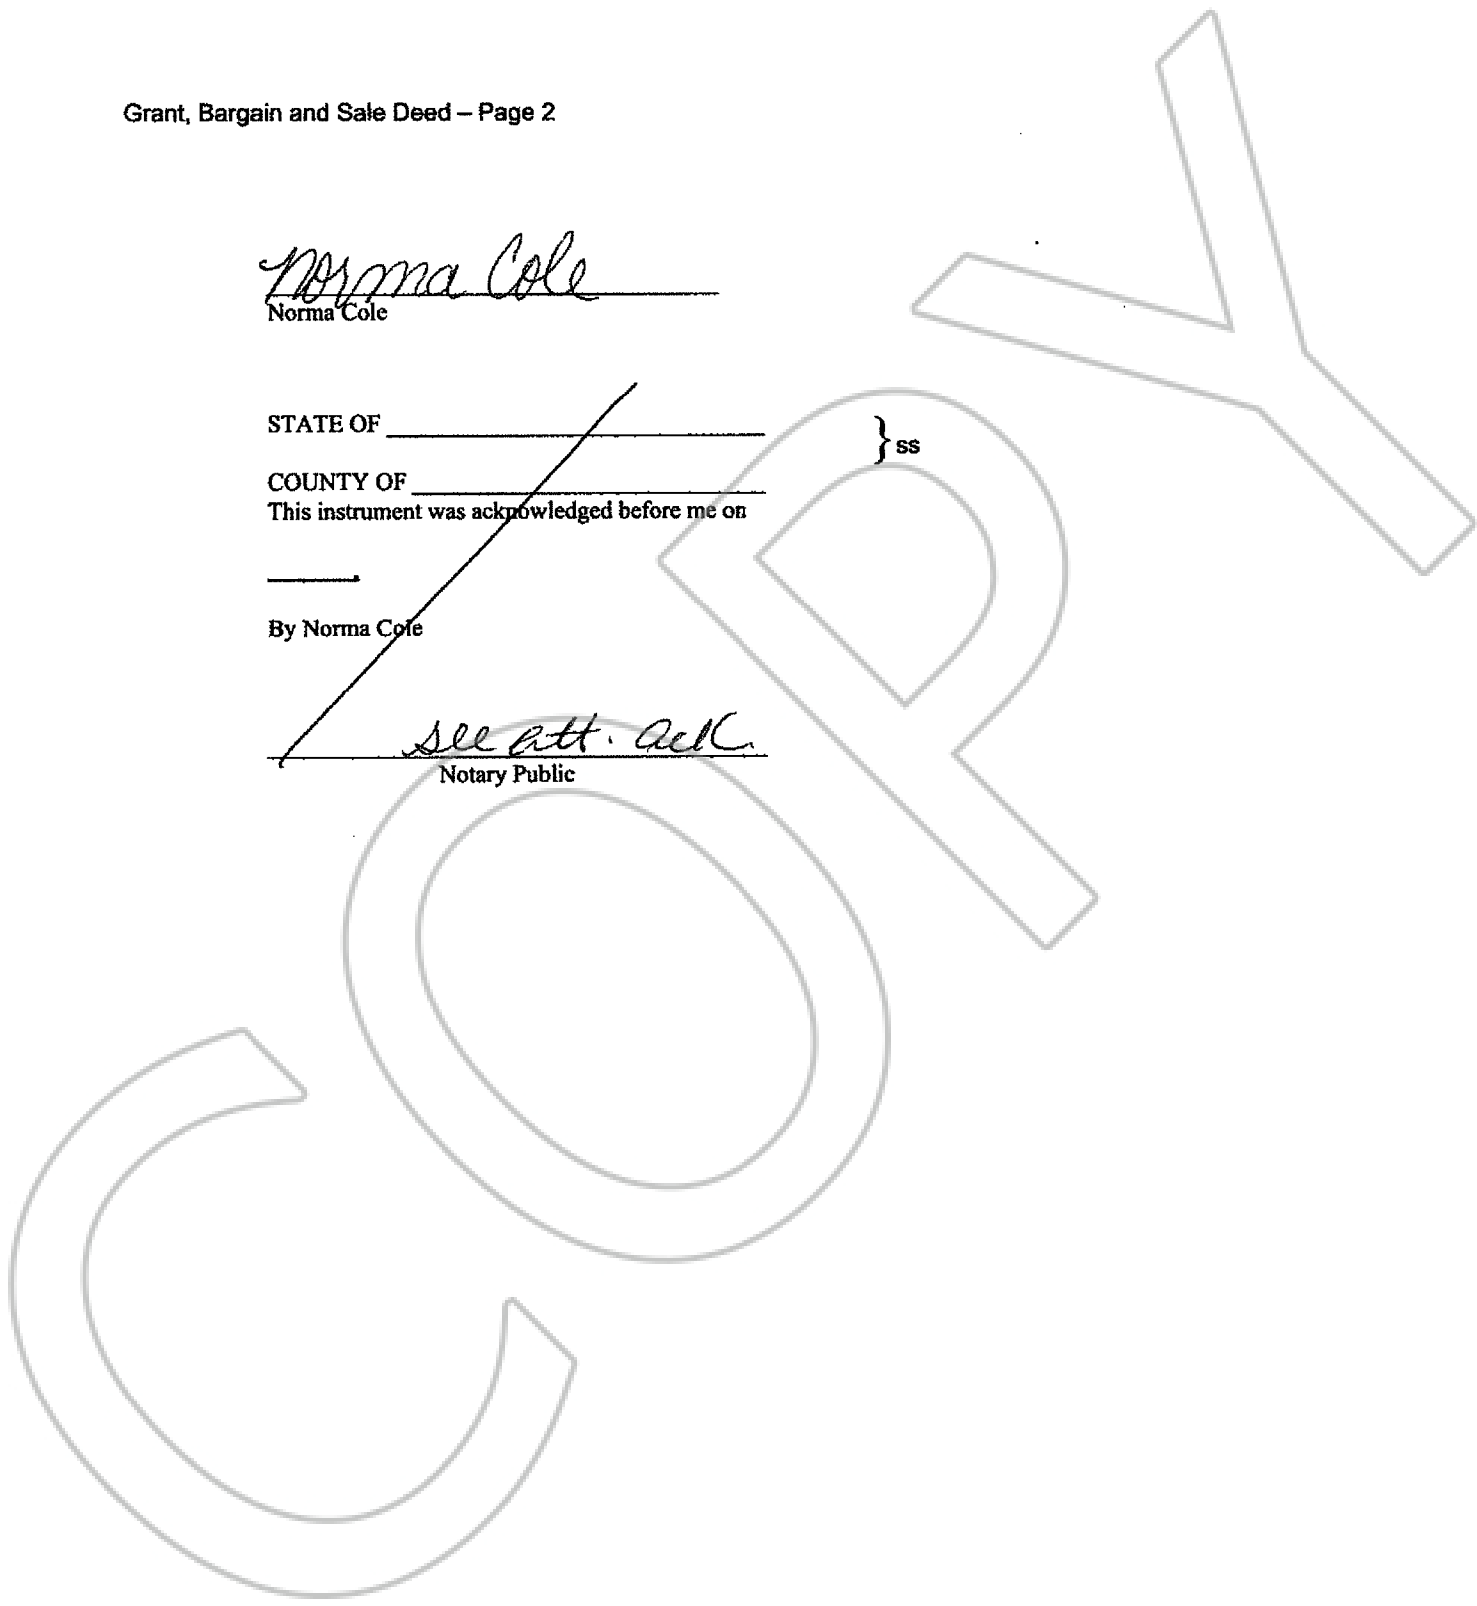 Grant, Bargain and Sale Deed – Page 2
Norma Cole
Norma Cole
STATE OF
} ss
COUNTY OF
This instrument was acknowledged before me on
By Norma Cole
see att. ack.
Notary Public
COPY